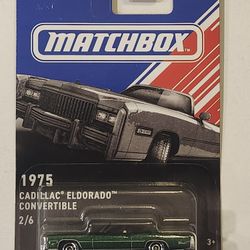 MATCHBOX
1975
CADILLAC® ELDORADO™
CONVERTIBLE
2/6
3+